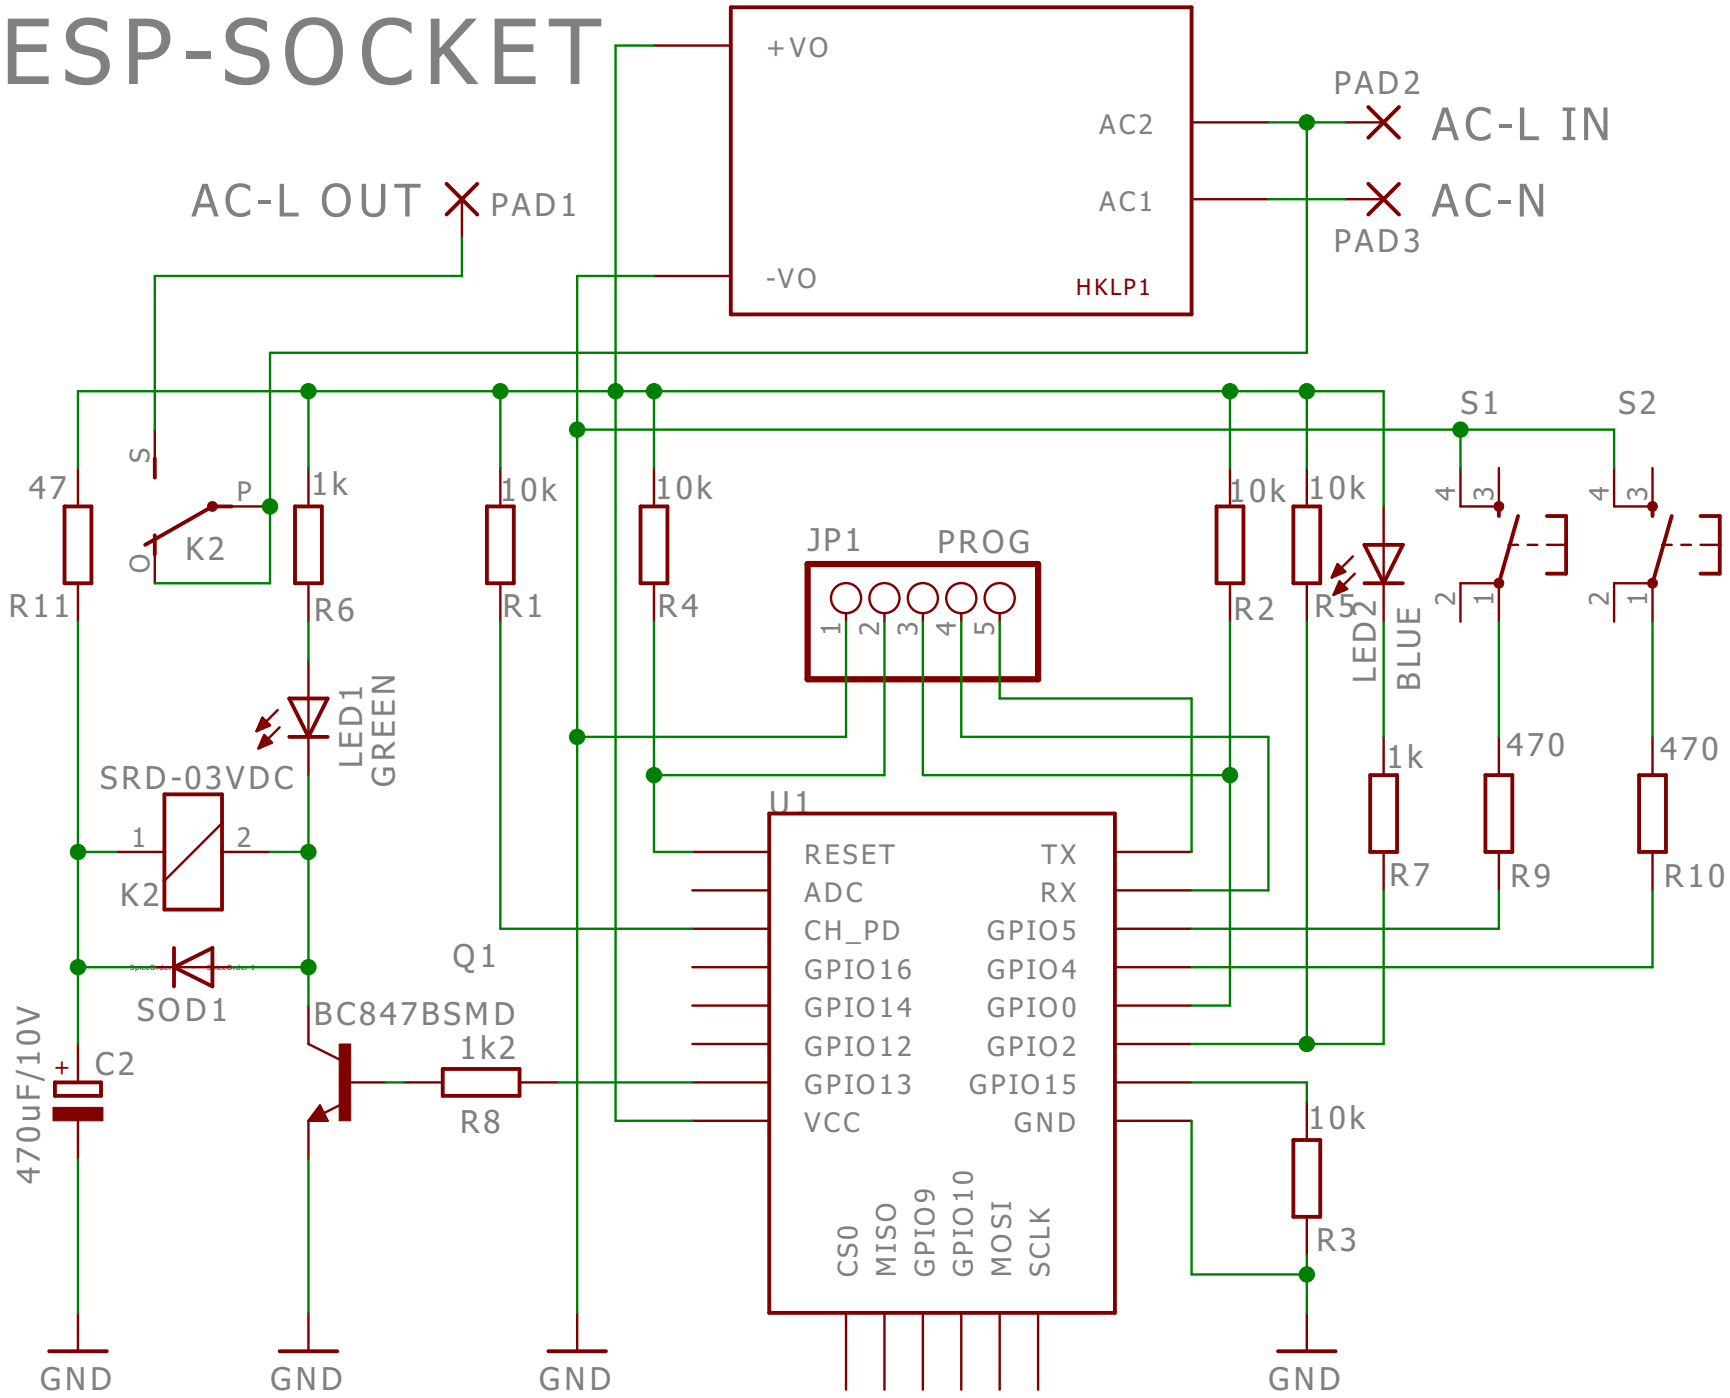 ESP-SOCKET
+VO
AC2
AC1
-VO
HKLP1
PAD2
AC-L IN
AC-N
PAD3
AC-L OUT
PAD1
S
P
O
K2
47
R11
1k
R6
10k
R1
10k
R4
JP1
PROG
1
2
3
4
5
10k
R2
10k
R5
LED2
BLUE
S1
4
3
2
1
S2
4
3
2
1
LED1
GREEN
SRD-03VDC
1
2
K2
SOD1
470uF/10V
+
C2
Q1
BC847BSMD
1k2
R8
1k
R7
470
R9
470
R10
U1
RESET
ADC
CH_PD
GPIO16
GPIO14
GPIO12
GPIO13
VCC
TX
RX
GPIO5
GPIO4
GPIO0
GPIO2
GPIO15
GND
CS0
MISO
GPIO9
GPIO10
MOSI
SCLK
10k
R3
GND
GND
GND
GND